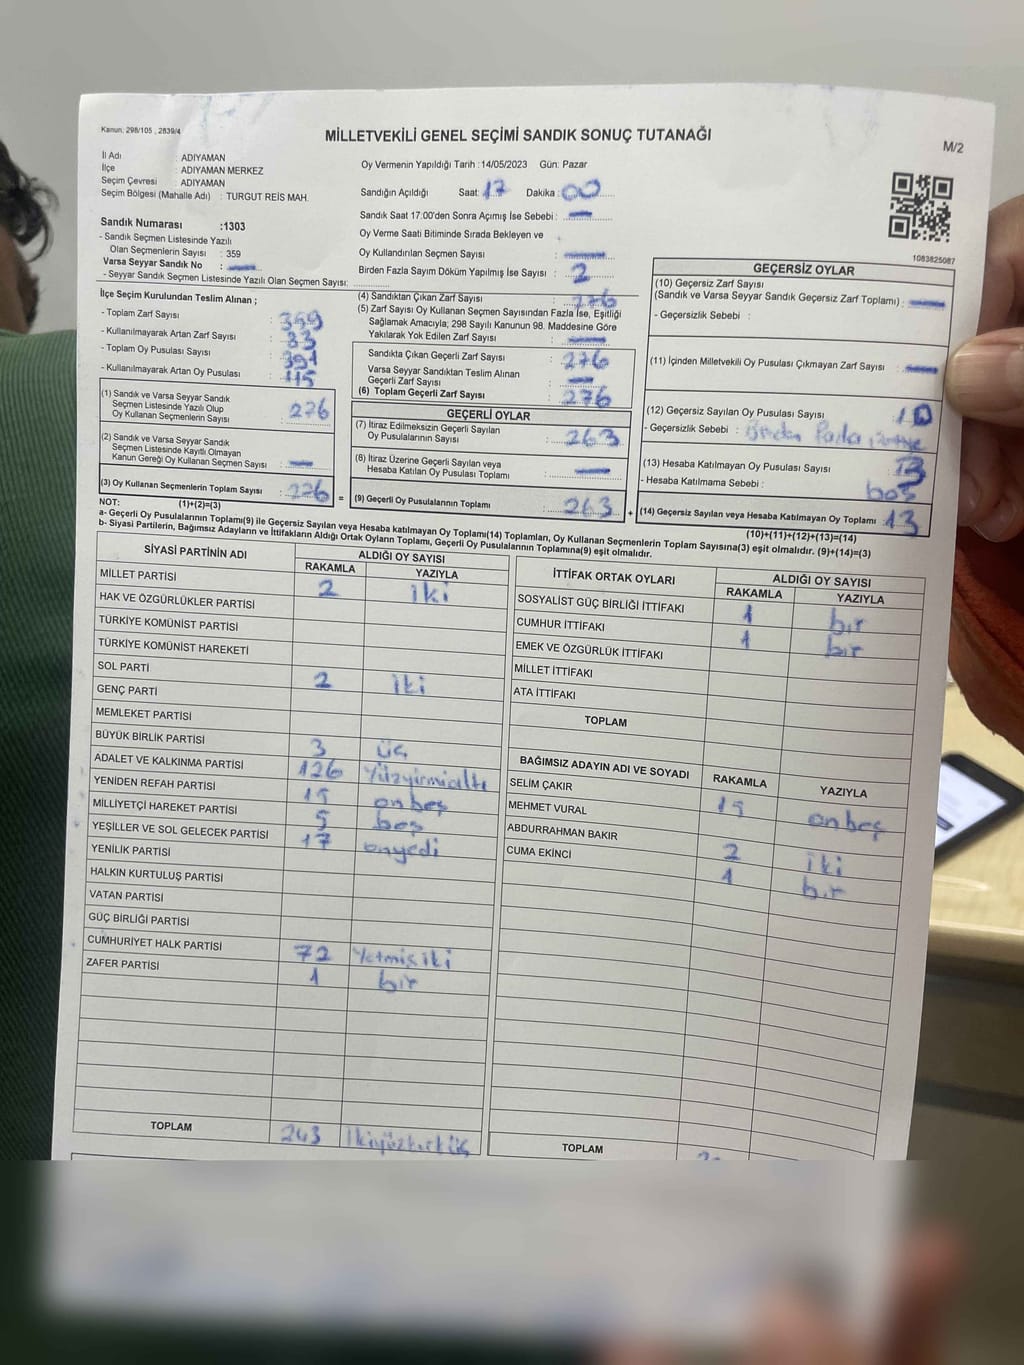 Kanun: 298/105 , 2839/4
MİLLETVEKİLİ GENEL SEÇİMİ SANDIK SONUÇ TUTANAĞI
M/2
İl Adı : ADIYAMAN
İlçe : ADIYAMAN MERKEZ
Seçim Çevresi : ADIYAMAN
Seçim Bölgesi (Mahalle Adı) : TURGUT REİS MAH.
Oy Vermenin Yapıldığı Tarih : 14/05/2023 Gün: Pazar
Sandığın Açıldığı Saat: 17 Dakika : 00
Sandık Saat 17:00'den Sonra Açımış İse Sebebi : —
Oy Verme Saati Bitiminde Sırada Bekleyen ve
Oy Kullandırılan Seçmen Sayısı : —
Birden Fazla Sayım Döküm Yapılmış İse Sayısı : 2
Sandık Numarası :1303
- Sandık Seçmen Listesinde Yazılı
Olan Seçmenlerin Sayısı : 359
Varsa Seyyar Sandık No : —
- Seyyar Sandık Seçmen Listesinde Yazılı Olan Seçmen Sayısı:
1083825087
İlçe Seçim Kurulundan Teslim Alınan ;
- Toplam Zarf Sayısı : 359
- Kullanılmayarak Artan Zarf Sayısı : 83
- Toplam Oy Pusulası Sayısı : 391
- Kullanılmayarak Artan Oy Pusulası : 115
(1) Sandık ve Varsa Seyyar Sandık
Seçmen Listesinde Yazılı Olup
Oy Kullanan Seçmenlerin Sayısı : 276
(2) Sandık ve Varsa Seyyar Sandık
Seçmen Listesinde Kayıtlı Olmayan
Kanun Gereği Oy Kullanan Seçmen Sayısı : —
(3) Oy Kullanan Seçmenlerin Toplam Sayısı : 276
(4) Sandıktan Çıkan Zarf Sayısı : 276
(5) Zarf Sayısı Oy Kullanan Seçmen Sayısından Fazla İse, Eşitliği
Sağlamak Amacıyla; 298 Sayılı Kanunun 98. Maddesine Göre
Yakılarak Yok Edilen Zarf Sayısı : —
Sandıkta Çıkan Geçerli Zarf Sayısı : 276
Varsa Seyyar Sandıktan Teslim Alınan
Geçerli Zarf Sayısı : —
(6) Toplam Geçerli Zarf Sayısı : 276
GEÇERLİ OYLAR
(7) İtiraz Edilmeksizin Geçerli Sayılan
Oy Pusulalarının Sayısı : 263
(8) İtiraz Üzerine Geçerli Sayılan veya
Hesaba Katılan Oy Pusulası Toplamı : —
= (9) Geçerli Oy Pusulalarının Toplamı : 263 +
GEÇERSİZ OYLAR
(10) Geçersiz Zarf Sayısı
(Sandık ve Varsa Seyyar Sandık Geçersiz Zarf Toplamı) : —
- Geçersizlik Sebebi :
(11) İçinden Milletvekili Oy Pusulası Çıkmayan Zarf Sayısı : —
(12) Geçersiz Sayılan Oy Pusulası Sayısı : 10
- Geçersizlik Sebebi : Birden Fazla
(13) Hesaba Katılmayan Oy Pusulası Sayısı : 3
- Hesaba Katılmama Sebebi : boş
(14) Geçersiz Sayılan veya Hesaba Katılmayan Oy Toplamı : 13
NOT: (1)+(2)=(3)
(10)+(11)+(12)+(13)=(14)
a- Geçerli Oy Pusulalarının Toplamı(9) ile Geçersiz Sayılan veya Hesaba katılmayan Oy Toplamı(14) Toplamları, Oy Kullanan Seçmenlerin Toplam Sayısına(3) eşit olmalıdır. (9)+(14)=(3)
b- Siyasi Partilerin, Bağımsız Adayların ve İttifakların Aldığı Ortak Oyların Toplamı, Geçerli Oy Pusulalarının Toplamına(9) eşit olmalıdır.
SİYASİ PARTİNİN ADI ALDIĞI OY SAYISI
RAKAMLA YAZIYLA
MİLLET PARTİSİ 2 iki
HAK VE ÖZGÜRLÜKLER PARTİSİ
TÜRKİYE KOMÜNİST PARTİSİ
TÜRKİYE KOMÜNİST HAREKETİ
SOL PARTİ 2 iki
GENÇ PARTİ
MEMLEKET PARTİSİ
BÜYÜK BİRLİK PARTİSİ 3 üç
ADALET VE KALKINMA PARTİSİ 126 yüzyirmialtı
YENİDEN REFAH PARTİSİ 15 onbeş
MİLLİYETÇİ HAREKET PARTİSİ 5 beş
YEŞİLLER VE SOL GELECEK PARTİSİ 17 onyedi
YENİLİK PARTİSİ
HALKIN KURTULUŞ PARTİSİ
VATAN PARTİSİ
GÜÇ BİRLİĞİ PARTİSİ
CUMHURİYET HALK PARTİSİ 72 Yetmişiki
ZAFER PARTİSİ 1 bir
TOPLAM 243
İTTİFAK ORTAK OYLARI ALDIĞI OY SAYISI
RAKAMLA YAZIYLA
SOSYALİST GÜÇ BİRLİĞİ İTTİFAKI 1 bir
CUMHUR İTTİFAKI 1 bir
EMEK VE ÖZGÜRLÜK İTTİFAKI
MİLLET İTTİFAKI
ATA İTTİFAKI
TOPLAM
BAĞIMSIZ ADAYIN ADI VE SOYADI RAKAMLA YAZIYLA
SELİM ÇAKIR 15 onbeş
MEHMET VURAL
ABDURRAHMAN BAKIR 2 iki
CUMA EKİNCİ 1 bir
TOPLAM